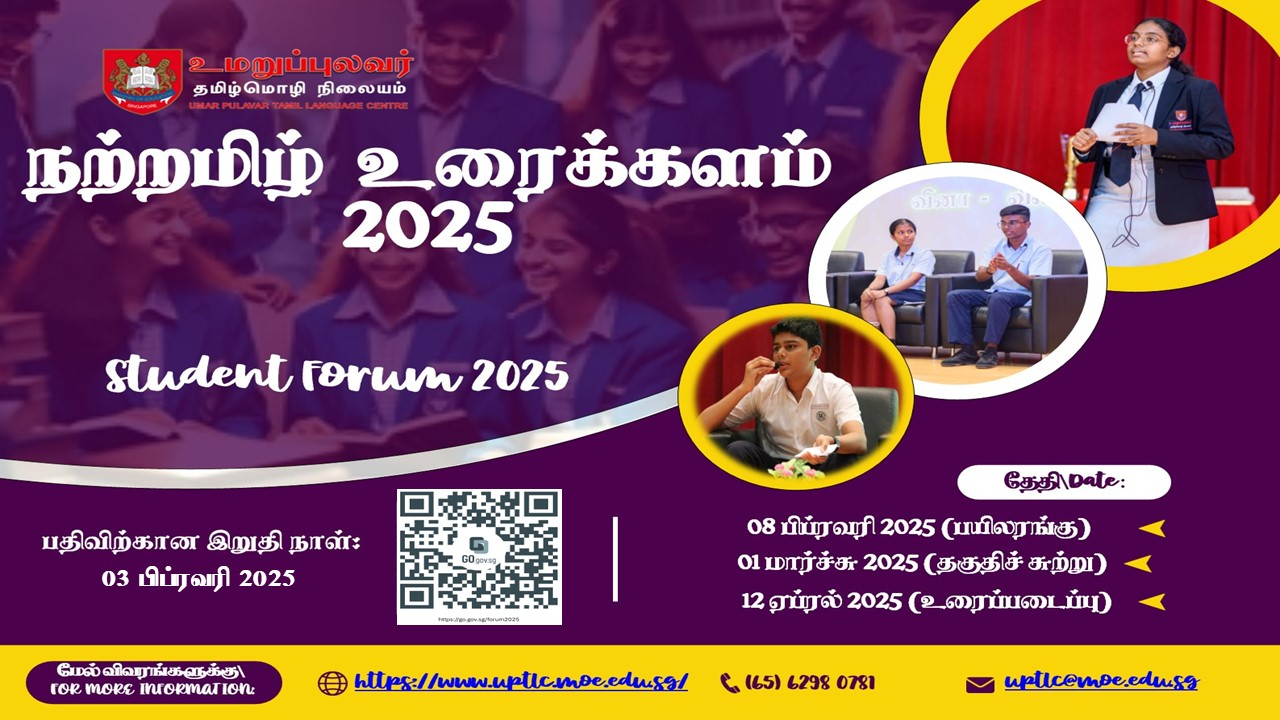 உமறுப்புலவர்
தமிழ்மொழி நிலையம்
UMAR PULAVAR TAMIL LANGUAGE CENTRE
நற்றமிழ் உரைக்களம்
2025
Student Forum 2025
வினா -
பதிவிற்கான இறுதி நாள்:
03 பிப்ரவரி 2025
GO.gov.sg
https://go.gov.sg/forum2025
தேதி\Date:
08 பிப்ரவரி 2025 (பயிலரங்கு)
01 மார்ச்சு 2025 (தகுதிச் சுற்று)
12 ஏப்ரல் 2025 (உரைப்படைப்பு)
மேல் விவரங்களுக்கு\
FOR MORE INFORMATION:
https://www.uptlc.moe.edu.sg/
(65) 6298 0781
uptlc@moe.edu.sg